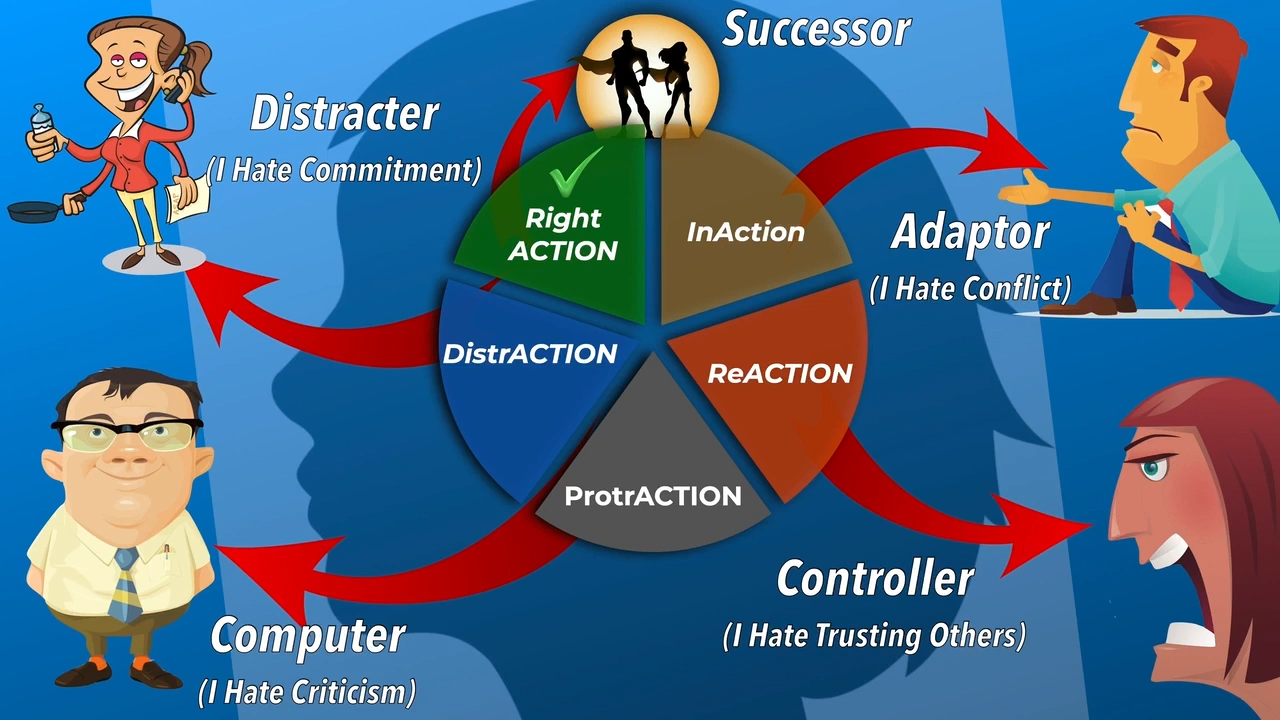 Successor
Distracter
(I Hate Commitment)
Right
ACTION
InAction
Adaptor
(I Hate Conflict)
DistrACTION
ReACTION
ProtrACTION
Controller
(I Hate Trusting Others)
Computer
(I Hate Criticism)